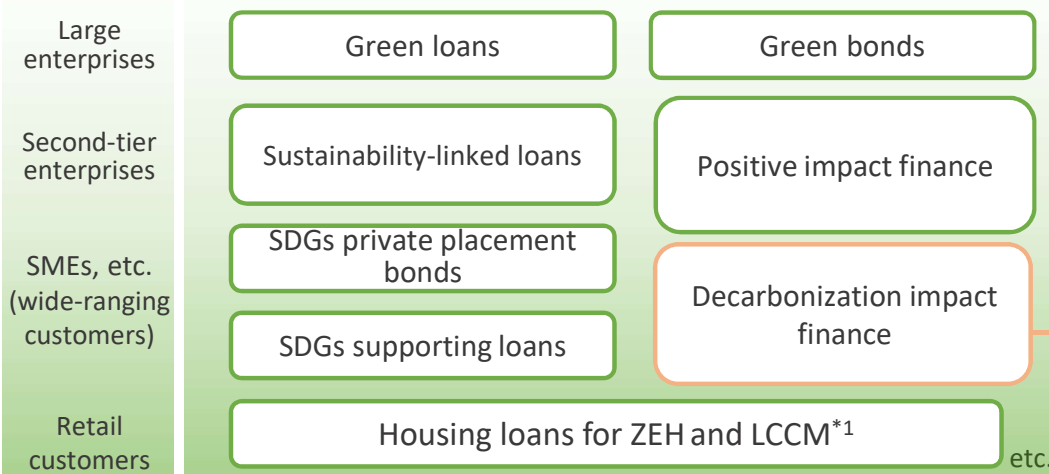 Large
enterprises
Green loans
Green bonds
Second-tier
enterprises
Sustainability-linked loans
Positive impact finance
SMEs, etc.
(wide-ranging
customers)
SDGs private placement
bonds
SDGs supporting loans
Decarbonization impact
finance
Retail
customers
Housing loans for ZEH and LCCM*1
etc.